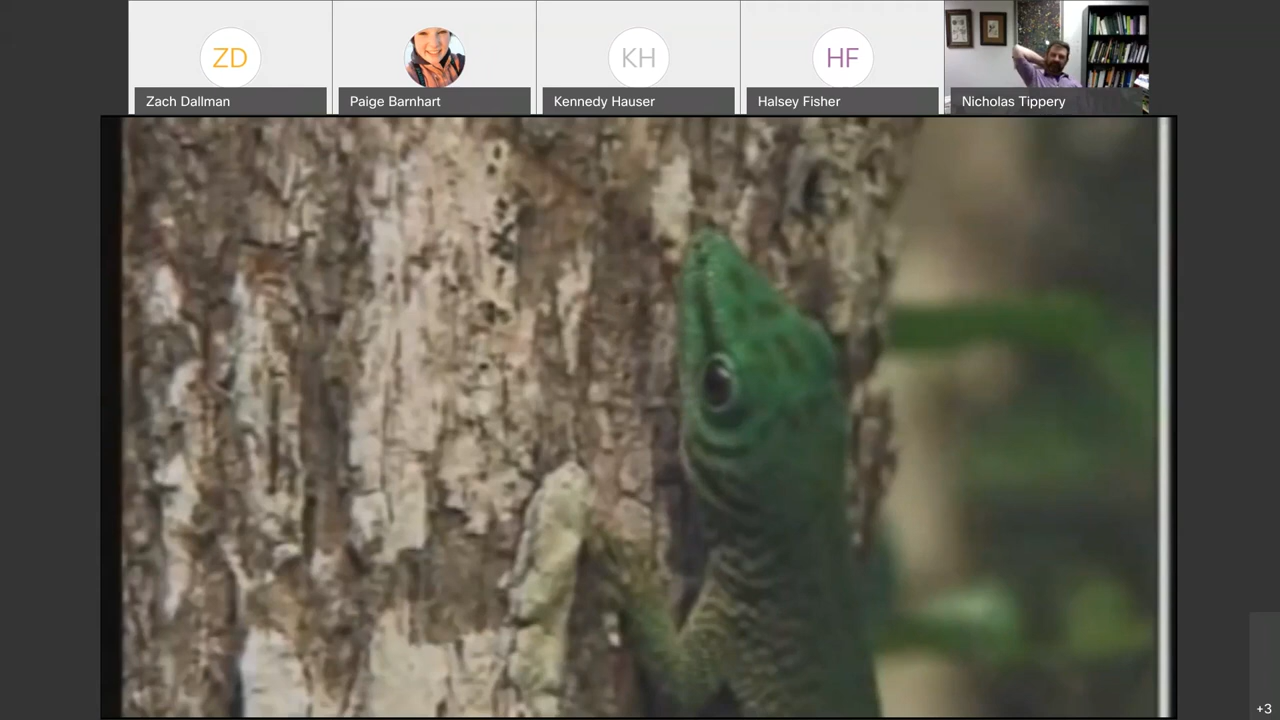 ZD
KH
HF
Zach Dallman
Paige Barnhart
Kennedy Hauser
Halsey Fisher
Nicholas Tippery
+3